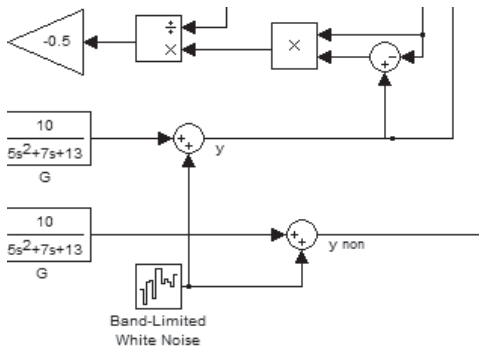 -0.5
÷
×
×
-
+
10
5s²+7s+13
G
+
+
y
10
5s²+7s+13
G
+
+
y non
Band-Limited
White Noise